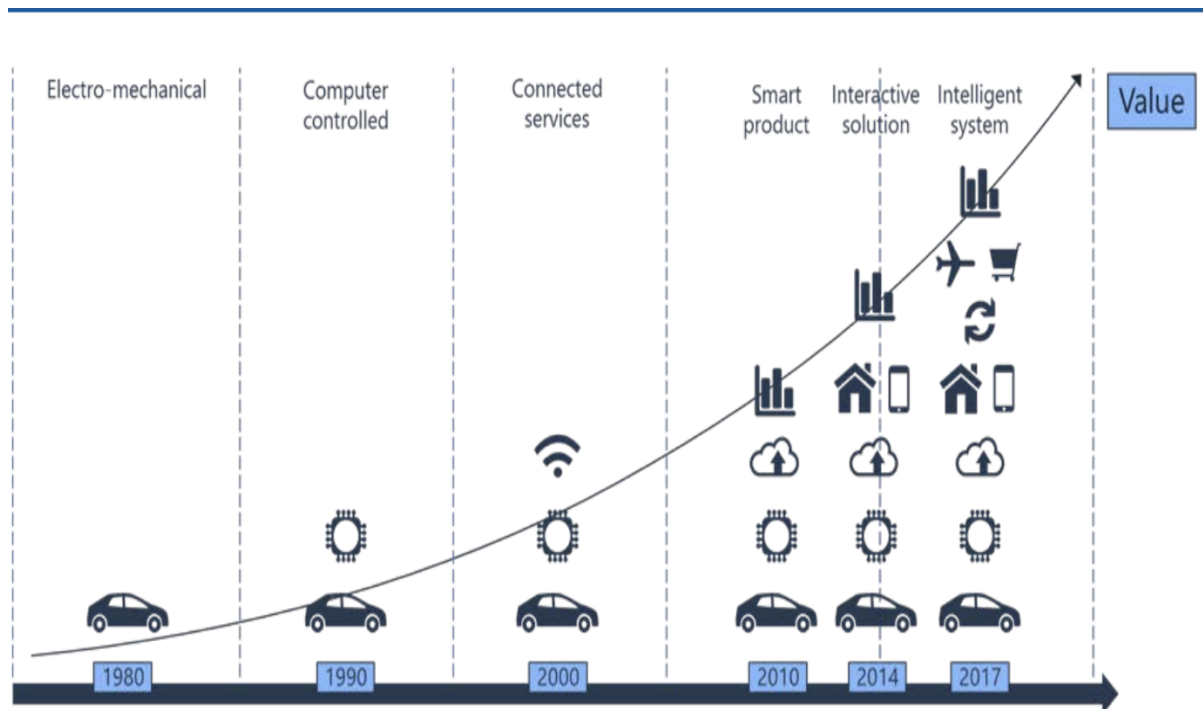 Electro-mechanical
Computer
controlled
Connected
services
Smart
product
Interactive
solution
Intelligent
system
Value
1980
1990
2000
2010
2014
2017